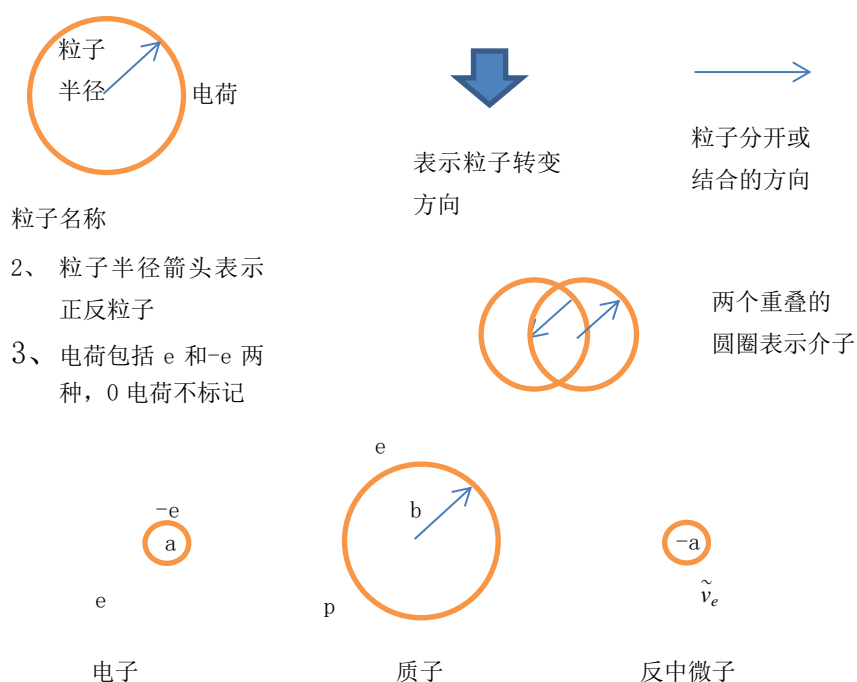 粒子
半径
电荷
粒子名称
表示粒子转变
方向
粒子分开或
结合的方向
2、 粒子半径箭头表示
正反粒子
3、 电荷包括 e 和-e 两
种，0 电荷不标记
两个重叠的
圆圈表示介子
-e
a
e
电子
e
b
p
质子
-a
ṽₑ
反中微子